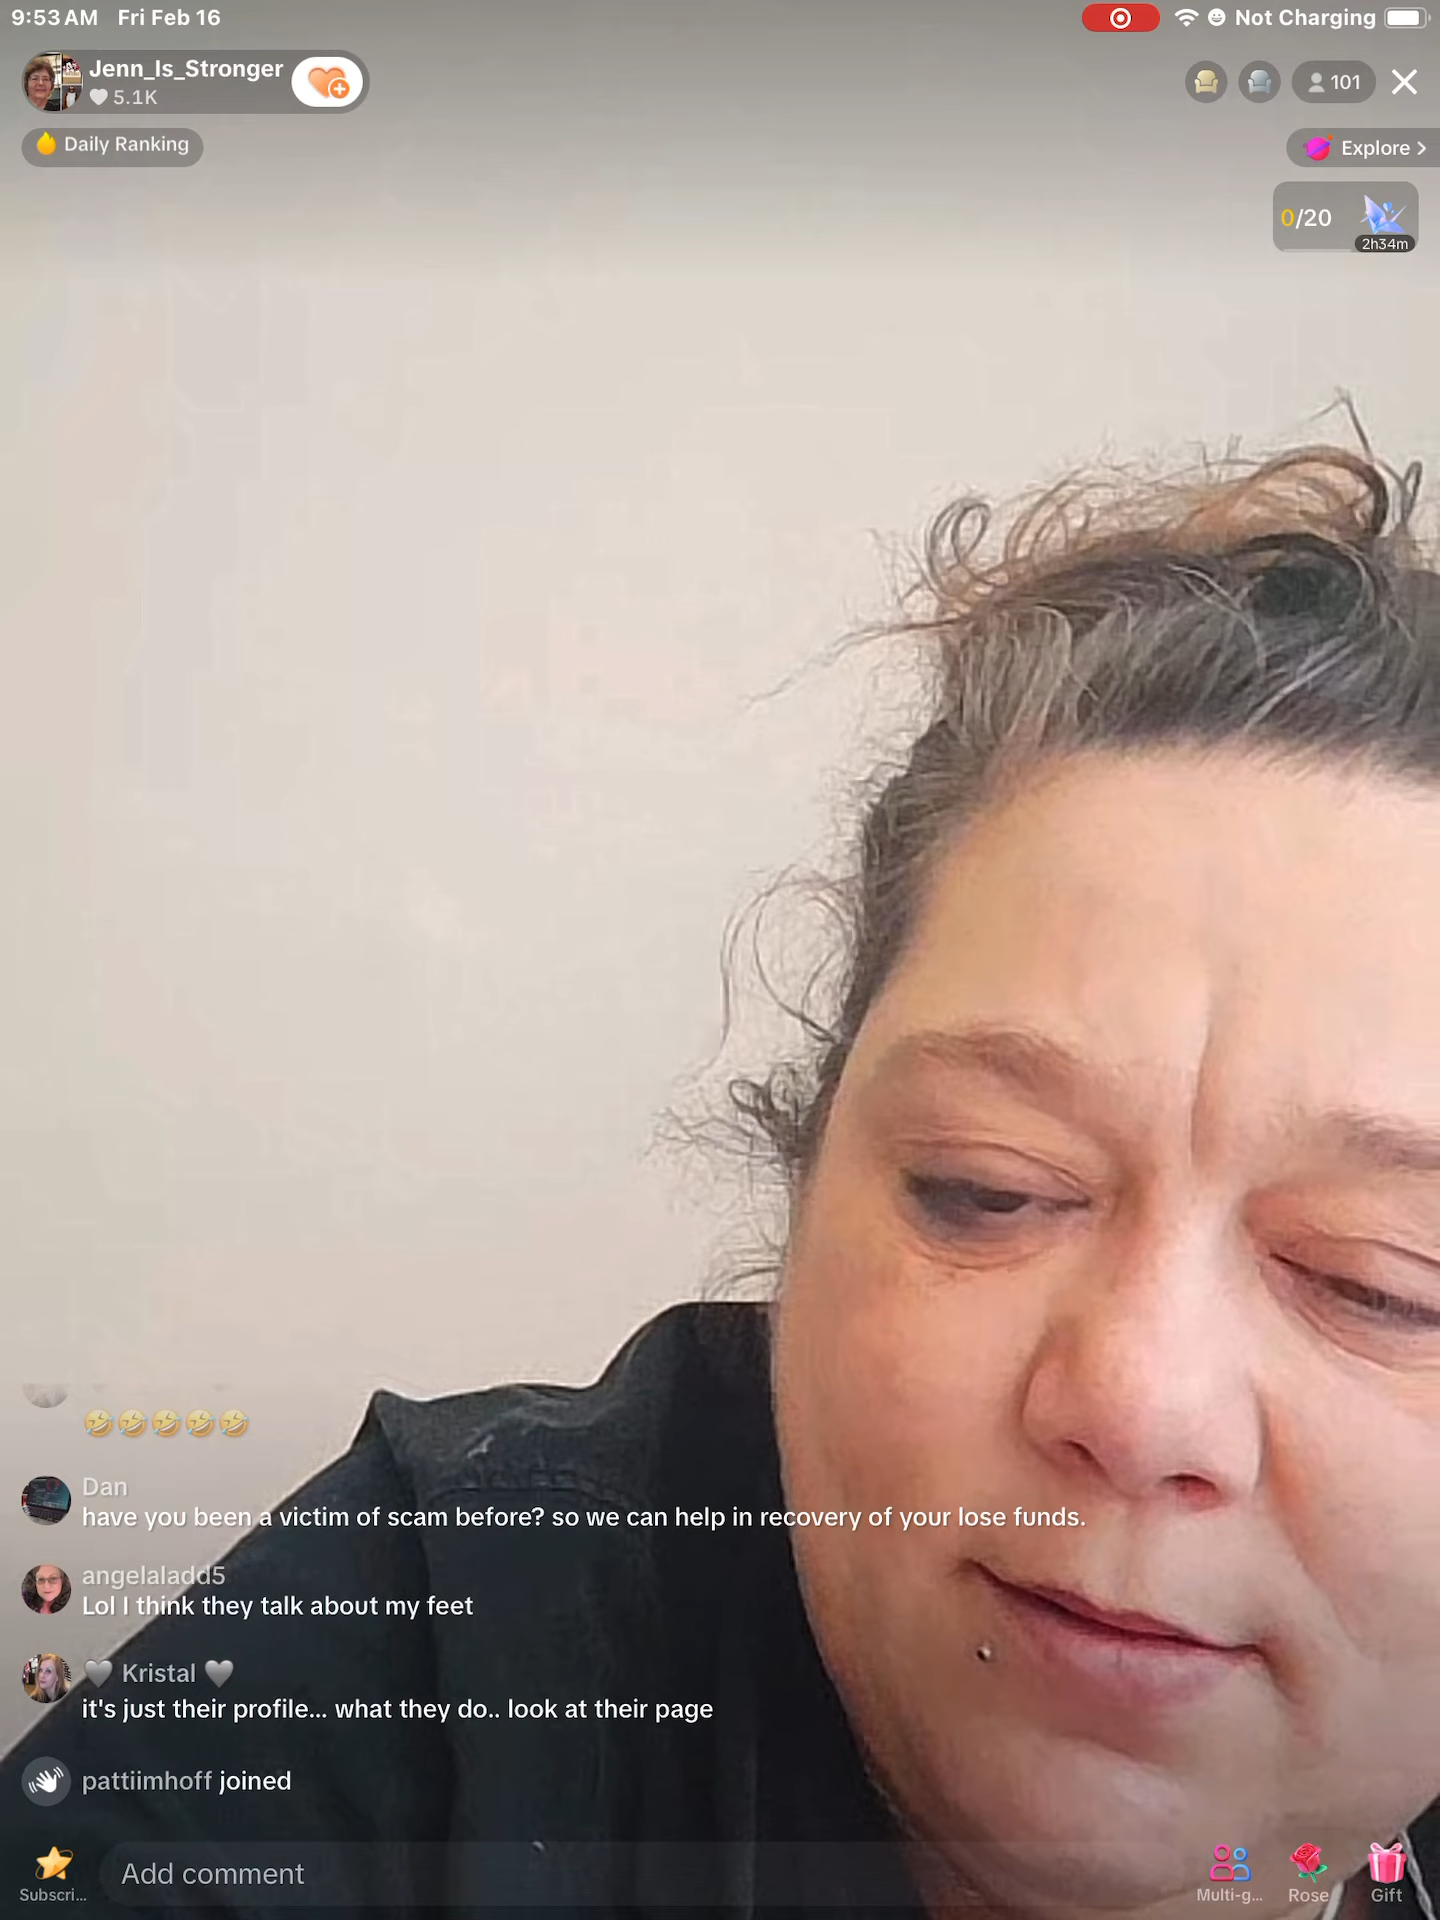 9:53 AM Fri Feb 16 Not Charging
Jenn_Is_Stronger
5.1K
101
Daily Ranking
Explore >
0/20
2h34m
Dan
have you been a victim of scam before? so we can help in recovery of your lose funds.
angelaladd5
Lol I think they talk about my feet
Kristal
it's just their profile... what they do.. look at their page
pattiimhoff joined
Add comment
Subscri...
Multi-g...
Rose
Gift